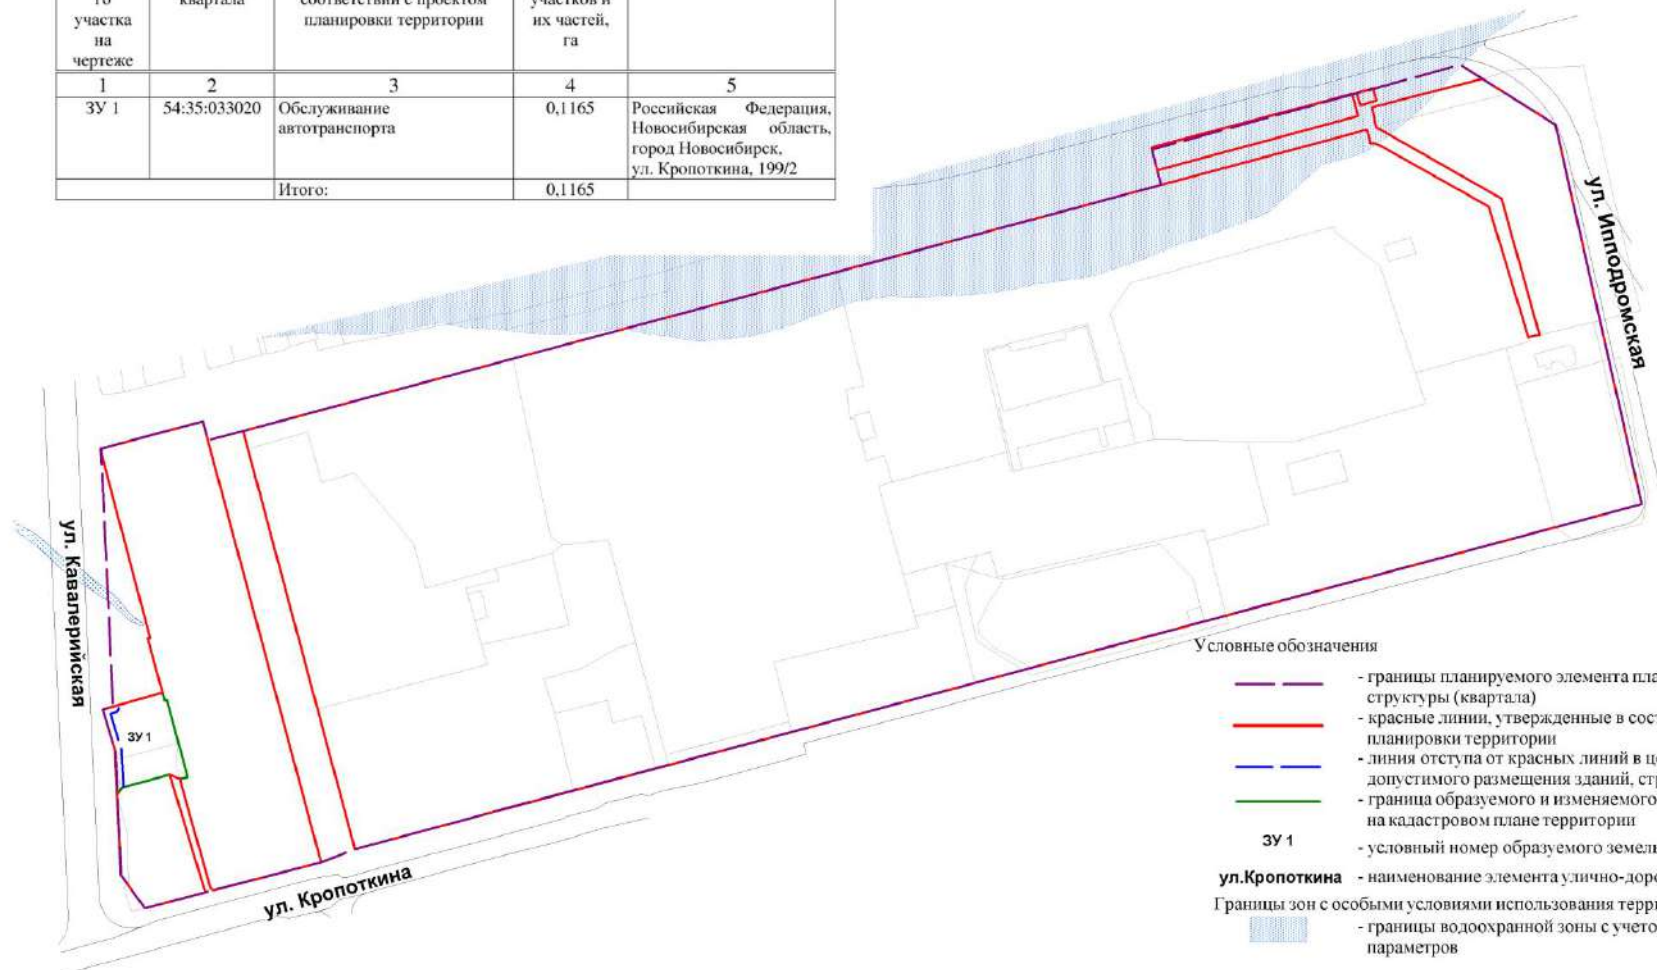 го
участка
на
чертеже
квартала
соответствии с проектом
планировки территории
участков и
их частей,
га
1 2 3 4 5
ЗУ 1 54:35:033020 Обслуживание
автотранспорта
0,1165
Российская Федерация,
Новосибирская область,
город Новосибирск,
ул. Кропоткина, 199/2
Итого: 0,1165
ул. Ипподромская
ул. Кавалерийская
ЗУ 1
ул. Кропоткина
Условные обозначения
- границы планируемого элемента пла
структуры (квартала)
- красные линии, утвержденные в сост
планировки территории
- линия отступа от красных линий в це
допустимого размещения зданий, стр
- граница образуемого и изменяемого
на кадастровом плане территории
ЗУ 1 - условный номер образуемого земель
ул.Кропоткина - наименование элемента улично-доро
Границы зон с особыми условиями использования терри
- границы водоохранной зоны с учето
параметров